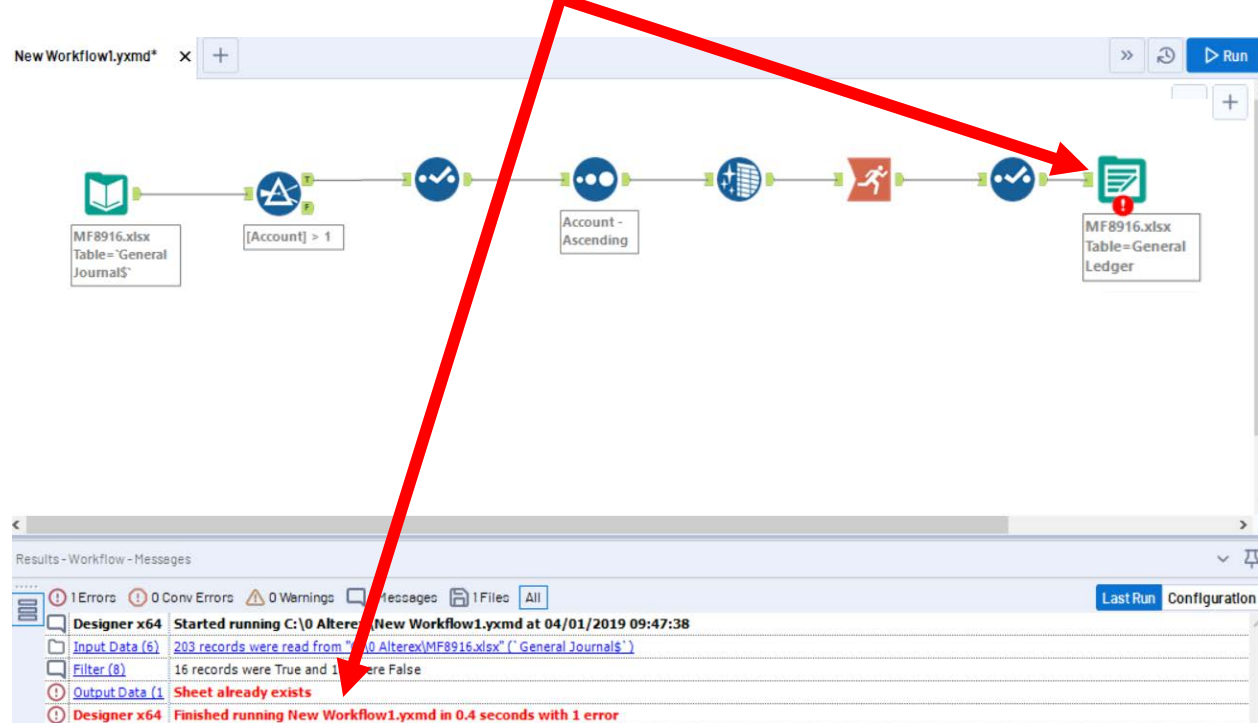 New Workflow1.yxmd*
Run
MF8916.xlsx
Table=`General
Journal$`
T
F
[Account] > 1
Account -
Ascending
MF8916.xlsx
Table=General
Ledger
Results - Workflow - Messages
1 Errors 0 Conv Errors 0 Warnings Messages 1 Files All
Last Run Configuration
Designer x64 Started running C:\0 Altere New Workflow1.yxmd at 04/01/2019 09:47:38
Input Data (6) 203 records were read from \0 Alterex\MF8916.xlsx" (`General Journal$`)
Filter (8) 16 records were True and 1 ere False
Output Data (1 Sheet already exists
Designer x64 Finished running New Workflow1.yxmd in 0.4 seconds with 1 error